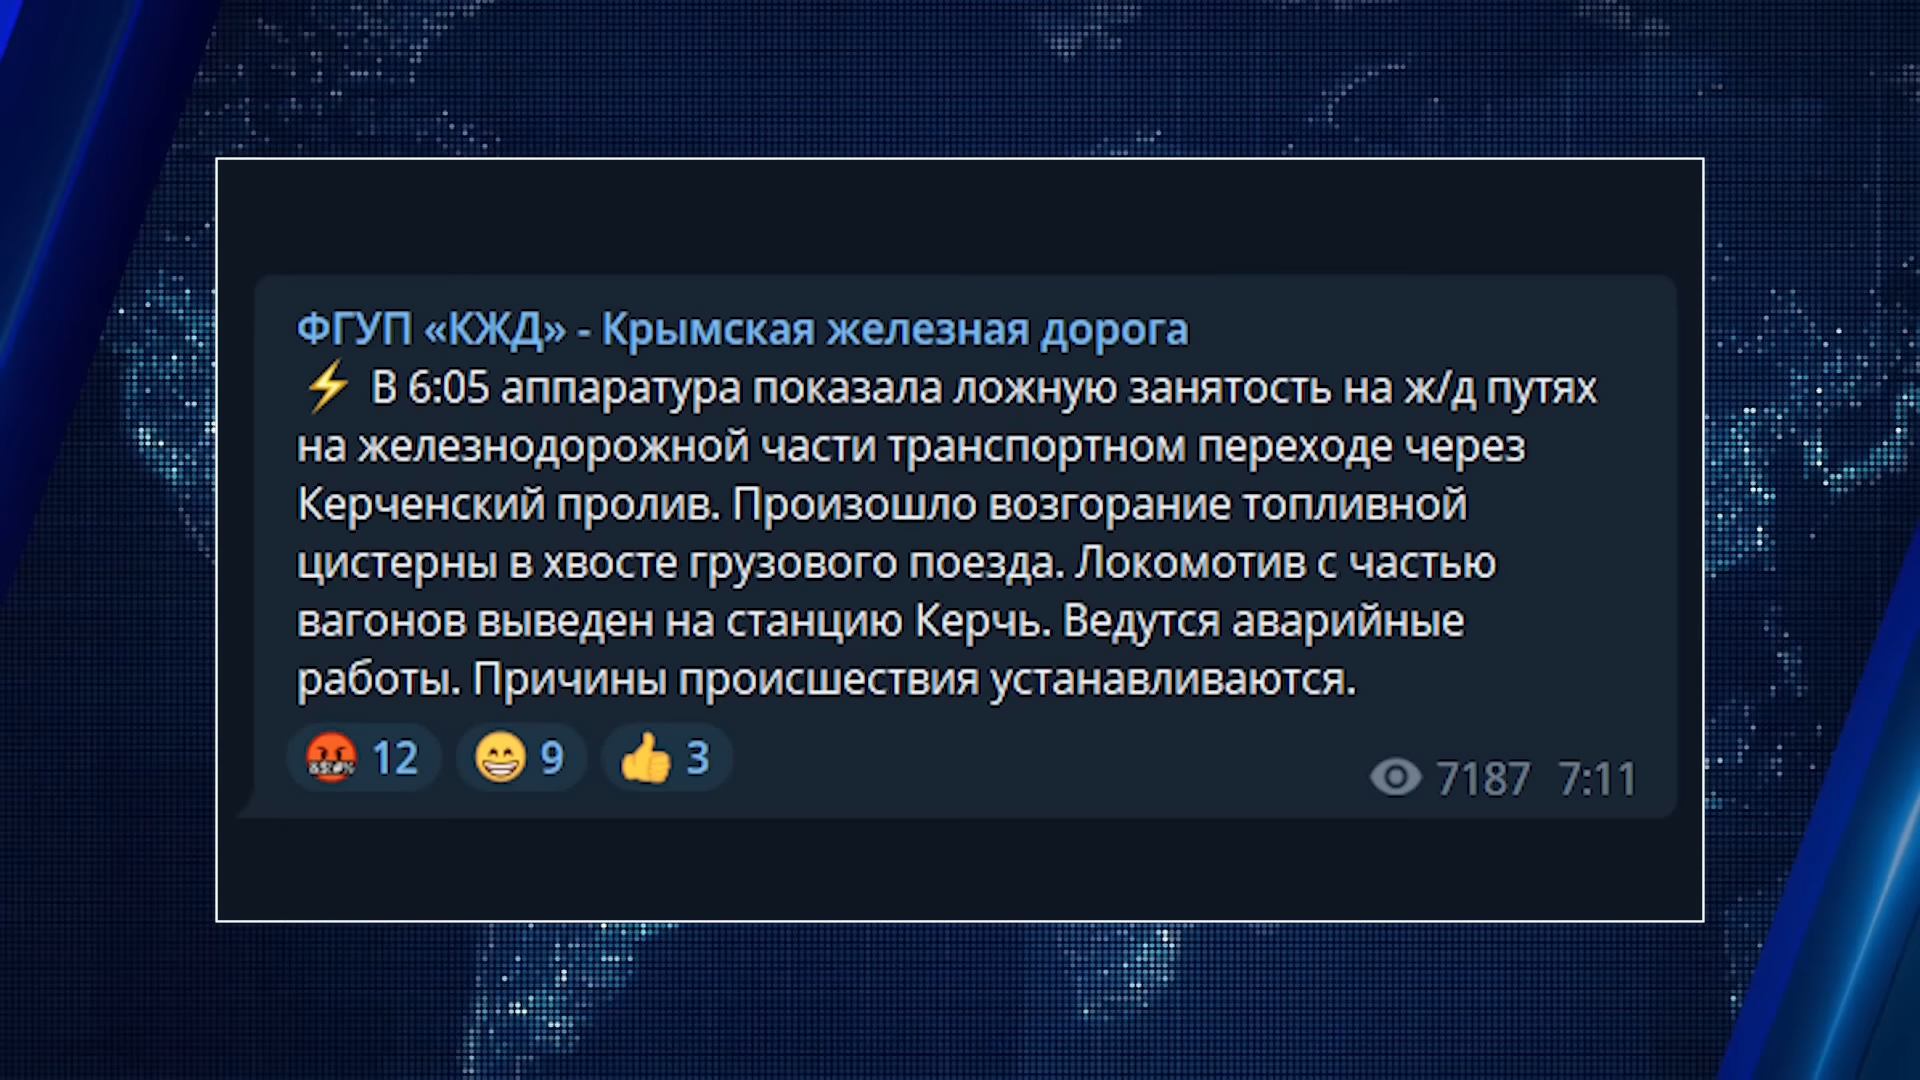 ФГУП «КЖД» - Крымская железная дорога
⚡ В 6:05 аппаратура показала ложную занятость на ж/д путях
на железнодорожной части транспортном переходе через
Керченский пролив. Произошло возгорание топливной
цистерны в хвосте грузового поезда. Локомотив с частью
вагонов выведен на станцию Керчь. Ведутся аварийные
работы. Причины происшествия устанавливаются.
🤬 12 😁 9 👍 3
7187 7:11